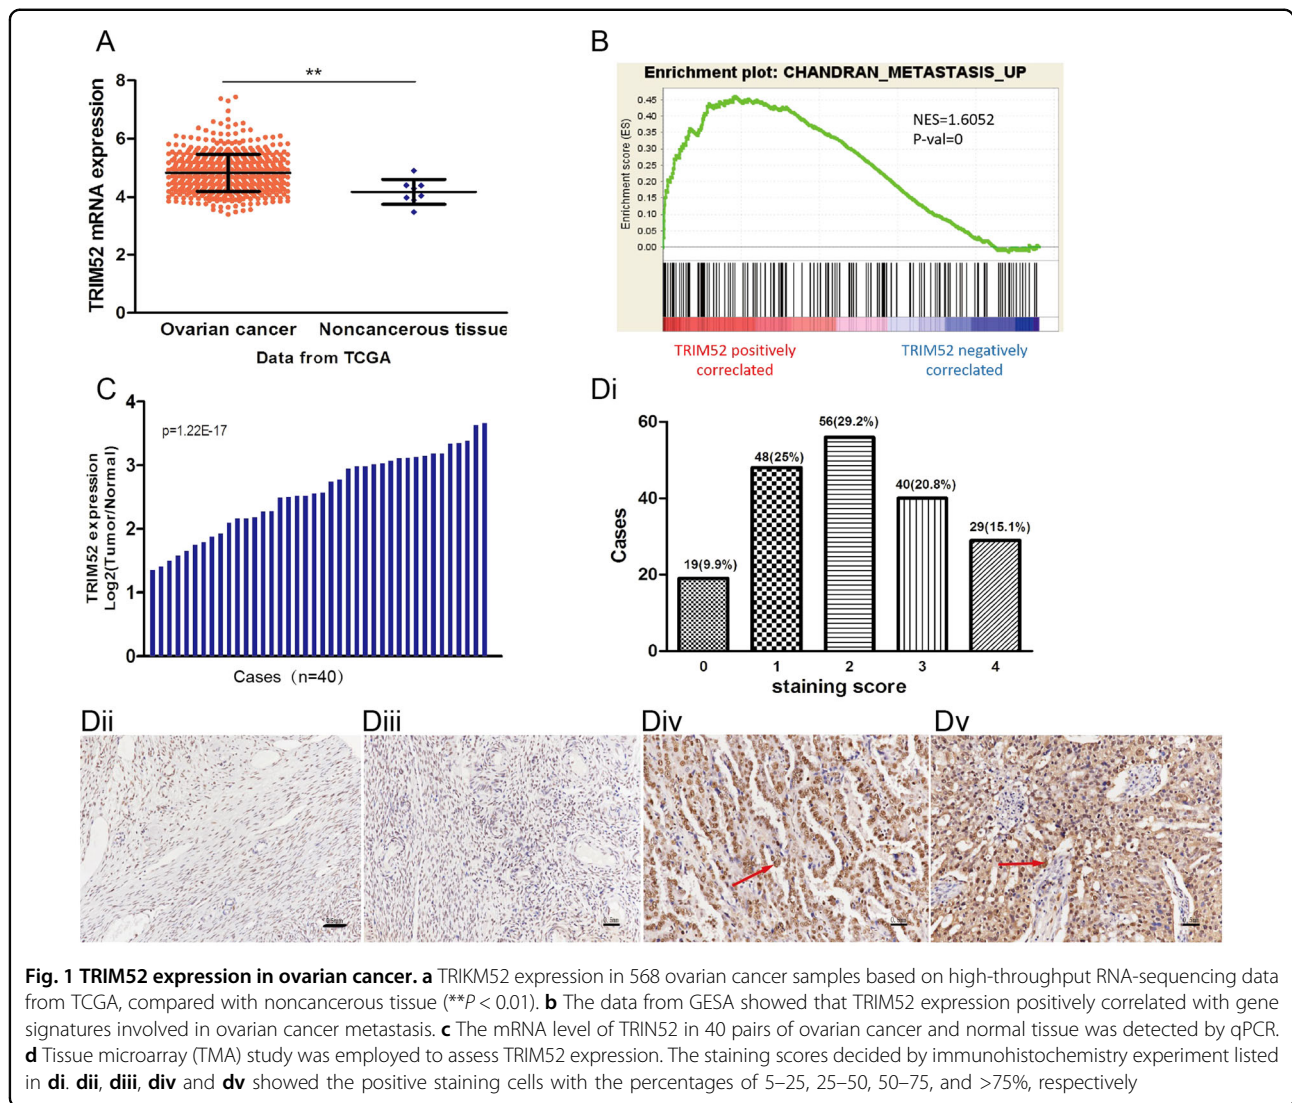 A
TRIM52 mRNA expression
8
6
4
2
0
**
Ovarian cancer
Noncancerous tissue
Data from TCGA
B
Enrichment plot: CHANDRAN_METASTASIS_UP
Enrichment score (ES)
0.45
0.40
0.35
0.30
0.25
0.20
0.15
0.10
0.05
0.00
NES=1.6052
P-val=0
TRIM52 positively
correclated
TRIM52 negatively
correclated
C
TRIM52 expression
Log2(Tumor/Normal)
4
3
2
1
0
p=1.22E-17
Cases (n=40)
Di
Cases
60
40
20
0
19(9.9%)
48(25%)
56(29.2%)
40(20.8%)
29(15.1%)
0 1 2 3 4
staining score
Dii
Diii
Div
Dv
Fig. 1 TRIM52 expression in ovarian cancer. a TRIKM52 expression in 568 ovarian cancer samples based on high-throughput RNA-sequencing data
from TCGA, compared with noncancerous tissue (**P < 0.01). b The data from GESA showed that TRIM52 expression positively correlated with gene
signatures involved in ovarian cancer metastasis. c The mRNA level of TRIN52 in 40 pairs of ovarian cancer and normal tissue was detected by qPCR.
d Tissue microarray (TMA) study was employed to assess TRIM52 expression. The staining scores decided by immunohistochemistry experiment listed
in di. dii, diii, div and dv showed the positive staining cells with the percentages of 5–25, 25–50, 50–75, and >75%, respectively